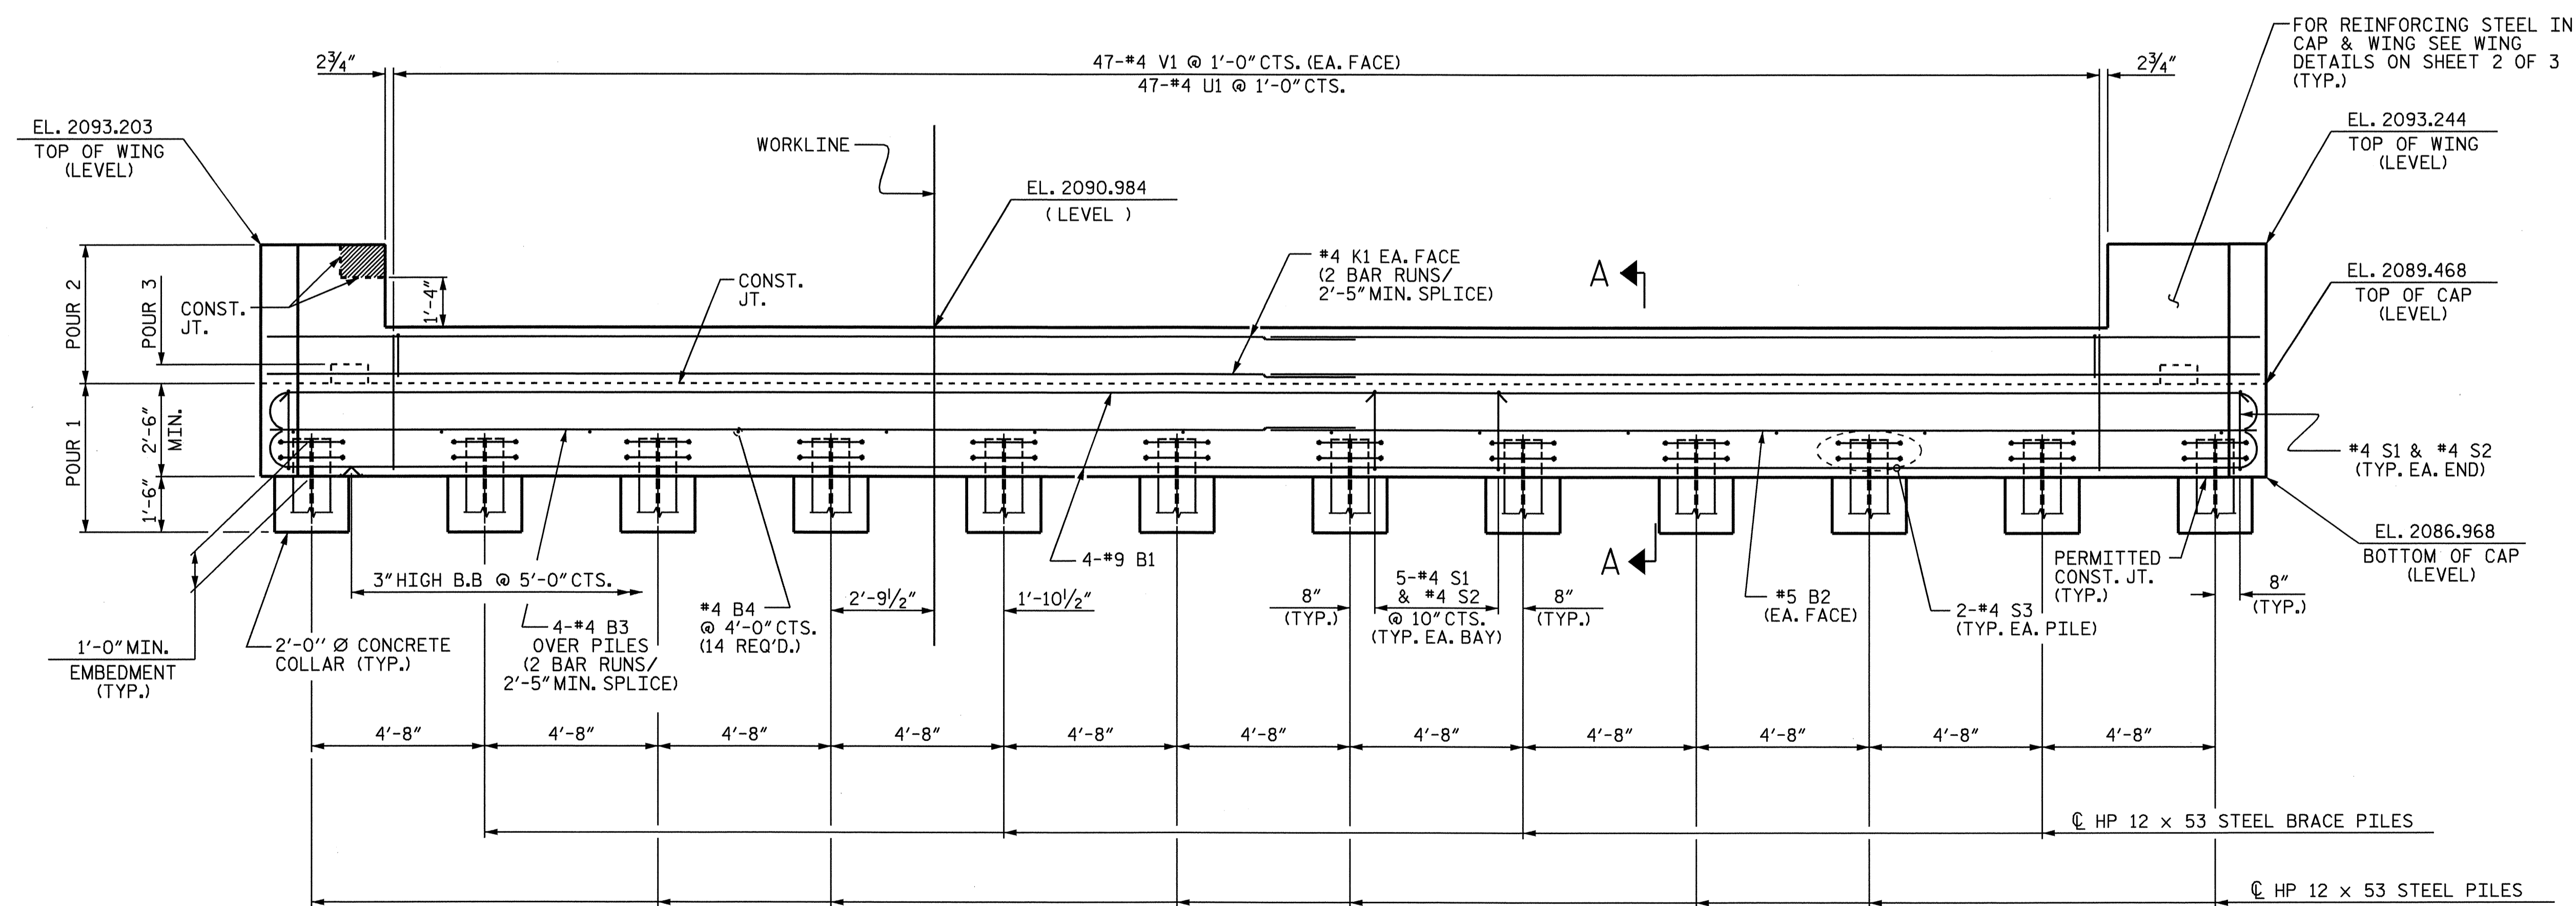 FOR REINFORCING STEEL IN
CAP & WING SEE WING
DETAILS ON SHEET 2 OF 3
(TYP.)
2¾"
47-#4 V1 @ 1'-0" CTS. (EA. FACE)
47-#4 U1 @ 1'-0" CTS.
2¾"
EL. 2093.203
TOP OF WING
(LEVEL)
WORKLINE
EL. 2090.984
( LEVEL )
EL. 2093.244
TOP OF WING
(LEVEL)
POUR 2
POUR 3
CONST.
JT.
1'-4"
CONST.
JT.
#4 K1 EA. FACE
(2 BAR RUNS/
2'-5" MIN. SPLICE)
A
EL. 2089.468
TOP OF CAP
(LEVEL)
POUR 1
2'-6"
MIN.
1'-6"
#4 S1 & #4 S2
(TYP. EA. END)
EL. 2086.968
BOTTOM OF CAP
(LEVEL)
1'-0" MIN.
EMBEDMENT
(TYP.)
3" HIGH B.B @ 5'-0" CTS.
2'-0'' Ø CONCRETE
COLLAR (TYP.)
4-#4 B3
OVER PILES
(2 BAR RUNS/
2'-5" MIN. SPLICE)
#4 B4
@ 4'-0" CTS.
(14 REQ'D.)
2'-9½"
1'-10½"
4-#9 B1
8"
(TYP.)
5-#4 S1
& #4 S2
@ 10" CTS.
(TYP. EA. BAY)
8"
(TYP.)
A
#5 B2
(EA. FACE)
2-#4 S3
(TYP. EA. PILE)
PERMITTED
CONST. JT.
(TYP.)
8"
(TYP.)
4'-8" 4'-8" 4'-8" 4'-8" 4'-8" 4'-8" 4'-8" 4'-8" 4'-8" 4'-8" 4'-8"
℄ HP 12 x 53 STEEL BRACE PILES
℄ HP 12 x 53 STEEL PILES